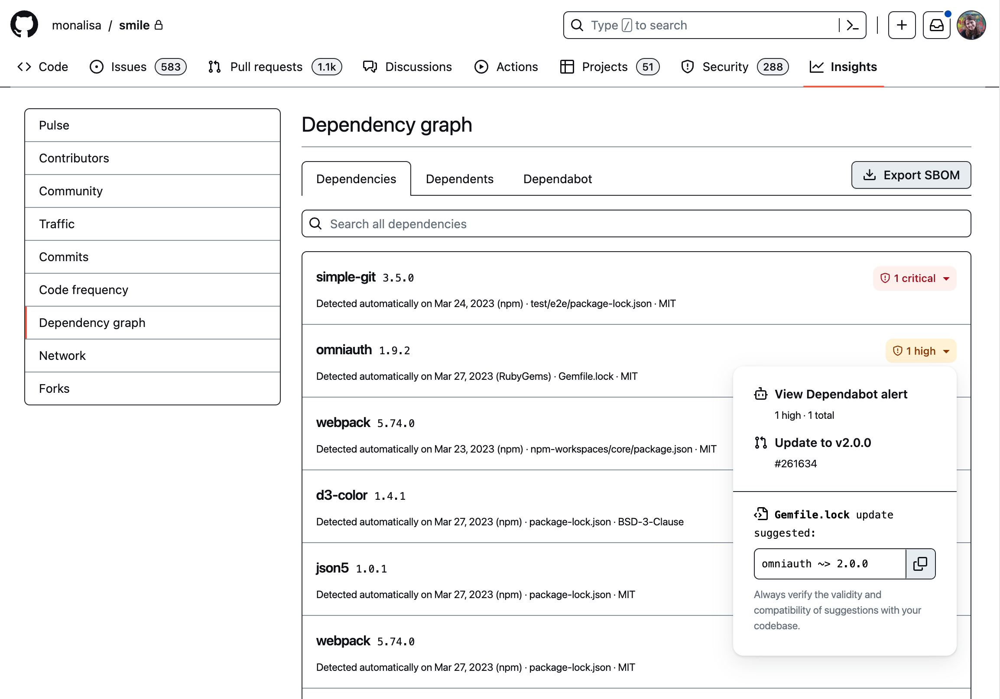 monalisa / smile
Type / to search
Code
Issues 583
Pull requests 1.1k
Discussions
Actions
Projects 51
Security 288
Insights
Pulse
Contributors
Community
Traffic
Commits
Code frequency
Dependency graph
Network
Forks
Dependency graph
Dependencies
Dependents
Dependabot
Export SBOM
Search all dependencies
simple-git 3.5.0
1 critical
Detected automatically on Mar 24, 2023 (npm) · test/e2e/package-lock.json · MIT
omniauth 1.9.2
1 high
Detected automatically on Mar 27, 2023 (RubyGems) · Gemfile.lock · MIT
webpack 5.74.0
Detected automatically on Mar 23, 2023 (npm) · npm-workspaces/core/package.json · MIT
d3-color 1.4.1
Detected automatically on Mar 27, 2023 (npm) · package-lock.json · BSD-3-Clause
json5 1.0.1
Detected automatically on Mar 27, 2023 (npm) · package-lock.json · MIT
webpack 5.74.0
Detected automatically on Mar 27, 2023 (npm) · package-lock.json · MIT
View Dependabot alert
1 high · 1 total
Update to v2.0.0
#261634
Gemfile.lock update
suggested:
omniauth ~> 2.0.0
Always verify the validity and
compatibility of suggestions with your
codebase.